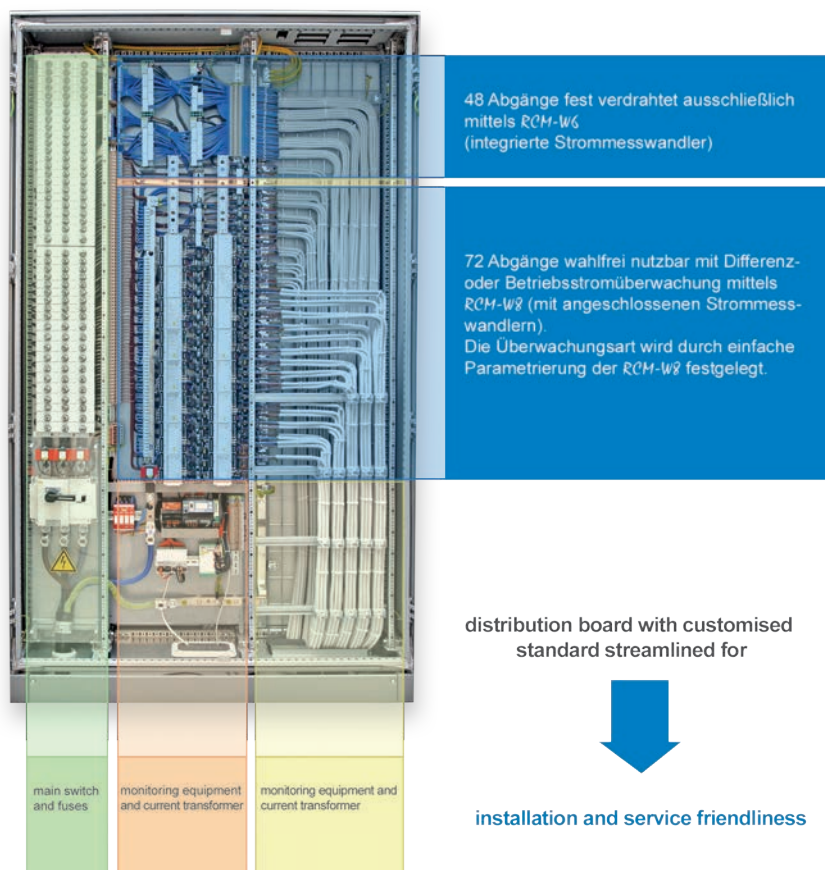 48 Abgänge fest verdrahtet ausschließlich
mittels RCM-W6
(integrierte Strommesswandler)
72 Abgänge wahlfrei nutzbar mit Differenz-
oder Betriebsstromüberwachung mittels
RCM-W8 (mit angeschlossenen Strommess-
wandlern).
Die Überwachungsart wird durch einfache
Parametrierung der RCM-W8 festgelegt.
distribution board with customised
standard streamlined for
installation and service friendliness
main switch
and fuses
monitoring equipment
and current transformer
monitoring equipment and
current transformer